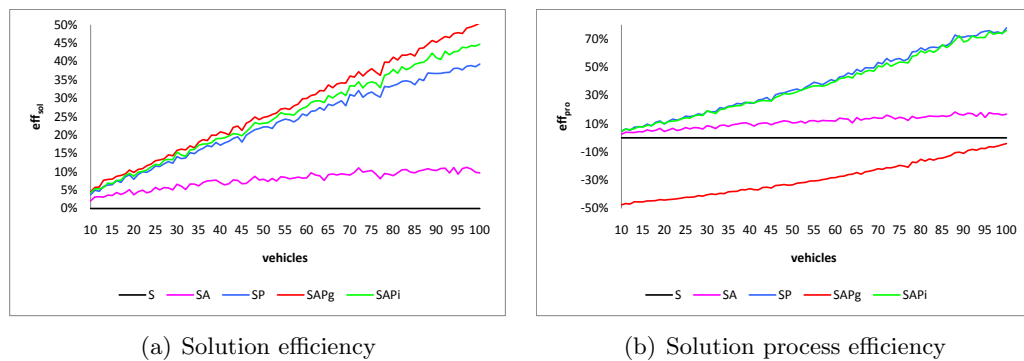 50%
45%
40%
35%
30%
25%
20%
15%
10%
5%
0%
eff_sol
10 15 20 25 30 35 40 45 50 55 60 65 70 75 80 85 90 95 100
vehicles
S SA SP SAPg SAPi
(a) Solution efficiency
70%
50%
30%
10%
-10%
-30%
-50%
eff_pro
10 15 20 25 30 35 40 45 50 55 60 65 70 75 80 85 90 95 100
vehicles
S SA SP SAPg SAPi
(b) Solution process efficiency